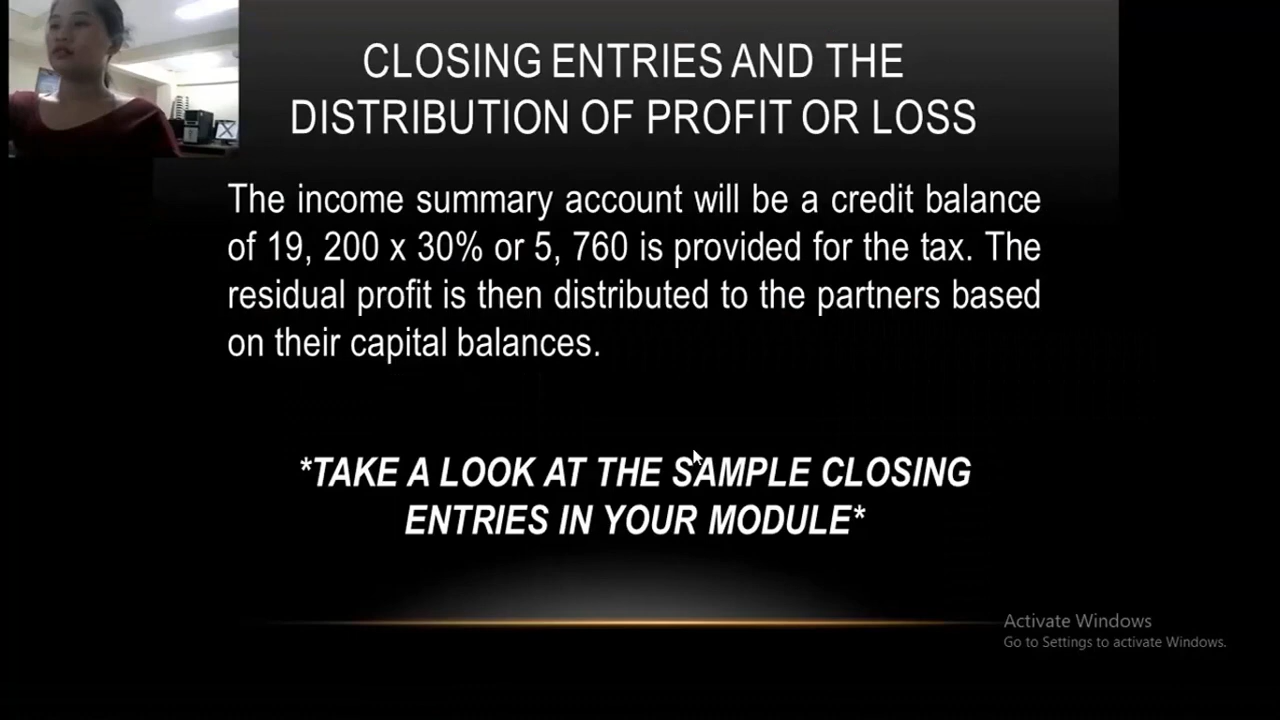 CLOSING ENTRIES AND THE
DISTRIBUTION OF PROFIT OR LOSS
The income summary account will be a credit balance
of 19, 200 x 30% or 5, 760 is provided for the tax. The
residual profit is then distributed to the partners based
on their capital balances.
*TAKE A LOOK AT THE SAMPLE CLOSING
ENTRIES IN YOUR MODULE*
Activate Windows
Go to Settings to activate Windows.